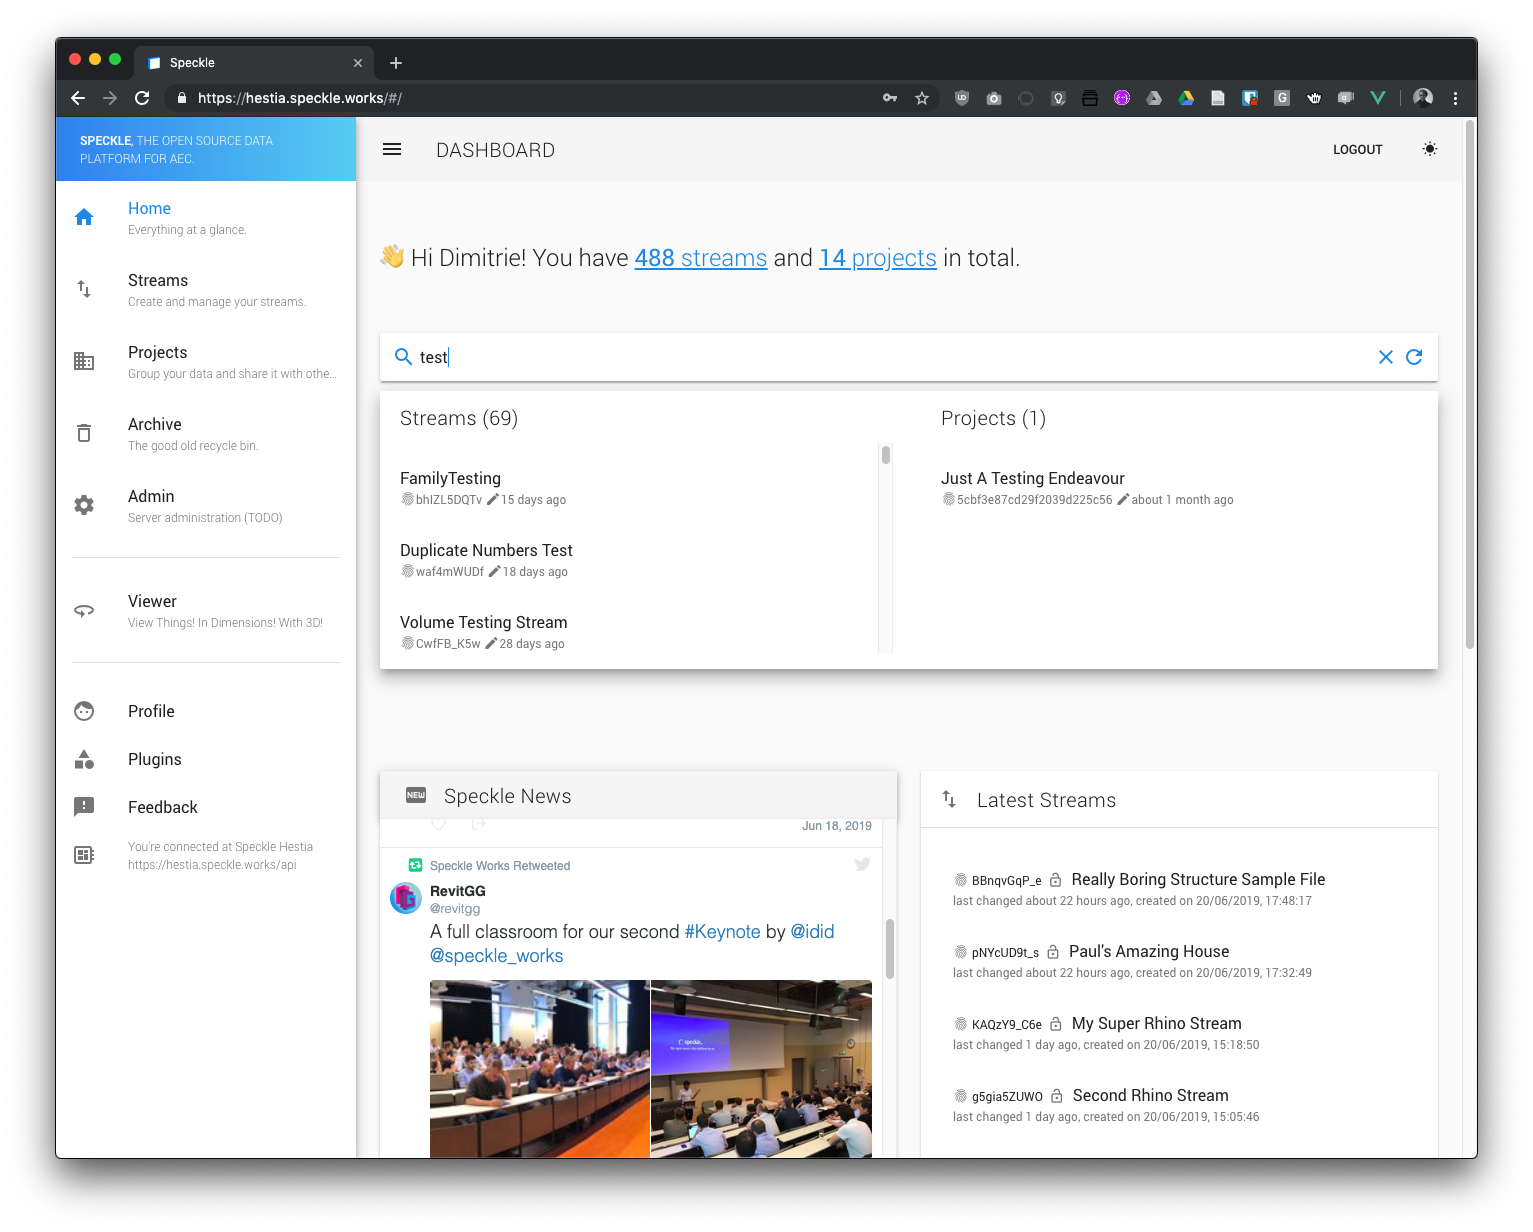 Speckle
https://hestia.speckle.works/#/
SPECKLE, THE OPEN SOURCE DATA
PLATFORM FOR AEC.
DASHBOARD
LOGOUT
Home
Everything at a glance.
Streams
Create and manage your streams.
Projects
Group your data and share it with othe...
Archive
The good old recycle bin.
Admin
Server administration (TODO)
Viewer
View Things! In Dimensions! With 3D!
Profile
Plugins
Feedback
You're connected at Speckle Hestia
https://hestia.speckle.works/api
👋 Hi Dimitrie! You have 488 streams and 14 projects in total.
test
Streams (69)
FamilyTesting
bhIZL5DQTv 15 days ago
Duplicate Numbers Test
waf4mWUDf 18 days ago
Volume Testing Stream
CwfFB_K5w 28 days ago
Projects (1)
Just A Testing Endeavour
5cbf3e87cd29f2039d225c56 about 1 month ago
NEW Speckle News
Jun 18, 2019
Speckle Works Retweeted
RevitGG
@revitgg
A full classroom for our second #Keynote by @idid
@speckle_works
speckle.
Latest Streams
BBnqvGqP_e Really Boring Structure Sample File
last changed about 22 hours ago, created on 20/06/2019, 17:48:17
pNYcUD9t_s Paul's Amazing House
last changed about 22 hours ago, created on 20/06/2019, 17:32:49
KAQzY9_C6e My Super Rhino Stream
last changed 1 day ago, created on 20/06/2019, 15:18:50
g5gia5ZUWO Second Rhino Stream
last changed 1 day ago, created on 20/06/2019, 15:05:46